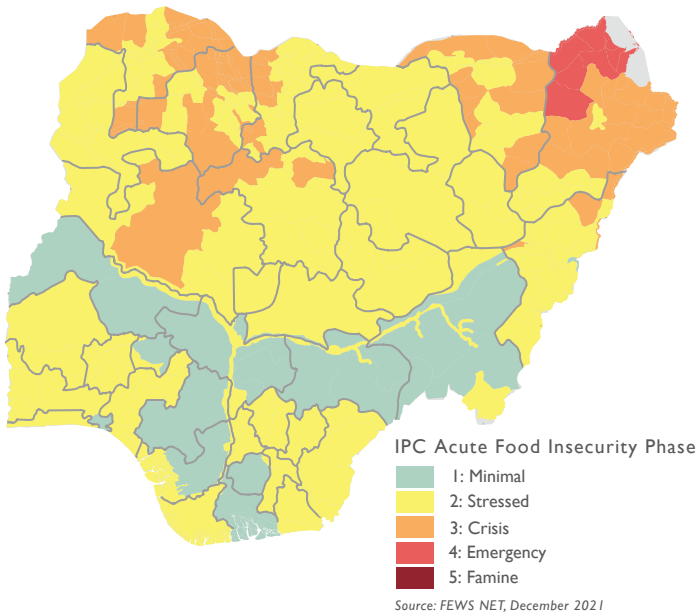 IPC Acute Food Insecurity Phase
1: Minimal
2: Stressed
3: Crisis
4: Emergency
5: Famine
Source: FEWS NET, December 2021